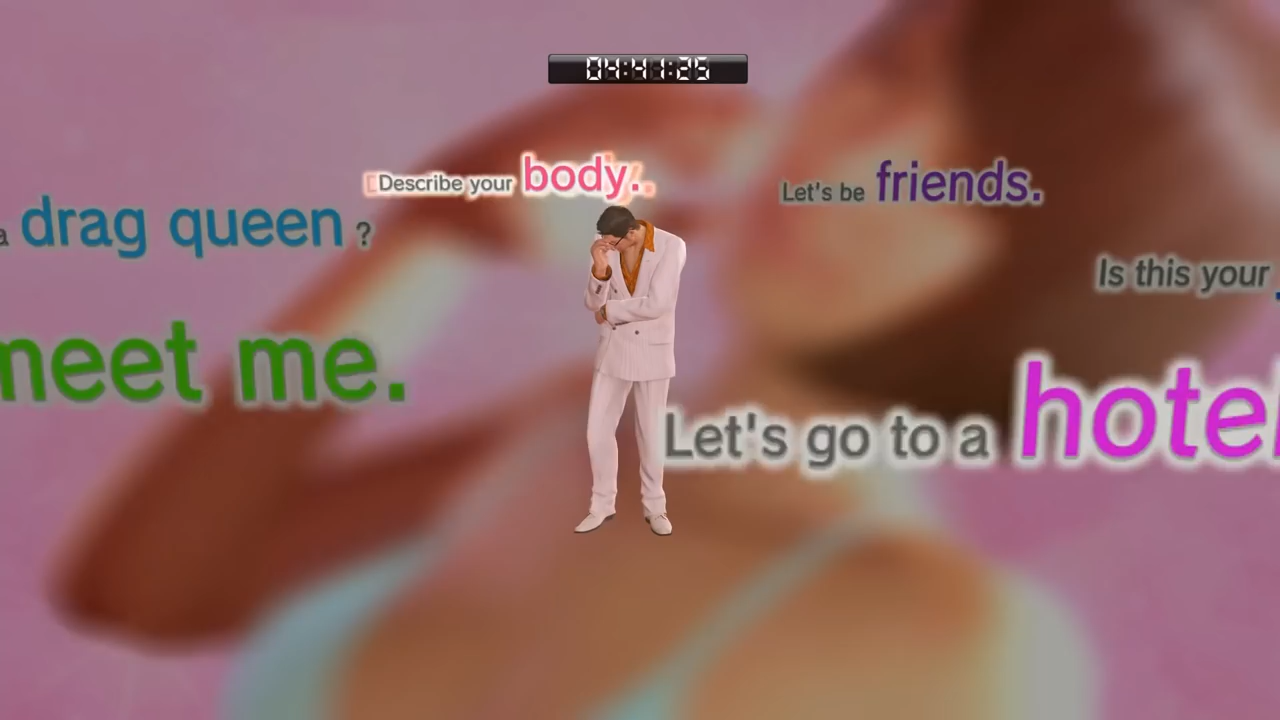 04:41:25
Describe your body.
Let's be friends.
a drag queen ?
Is this your
meet me.
Let's go to a hotel